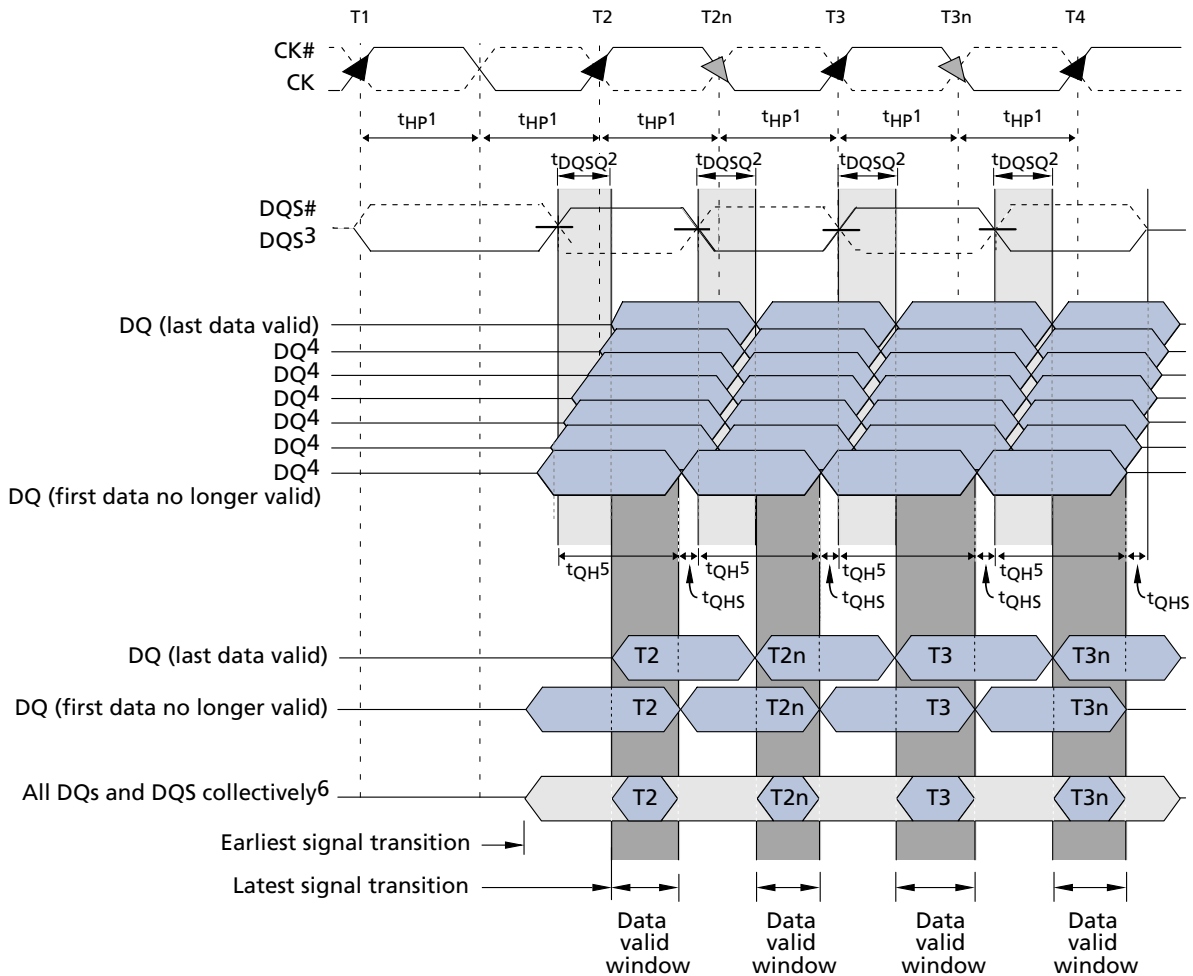 T1 T2 T2n T3 T3n T4
CK#
CK
tHP1 tHP1 tHP1 tHP1 tHP1 tHP1
tDQSQ2 tDQSQ2 tDQSQ2 tDQSQ2
DQS#
DQS3
DQ (last data valid)
DQ4
DQ4
DQ4
DQ4
DQ4
DQ4
DQ (first data no longer valid)
tQH5 tQH5 tQH5 tQH5
tQHS tQHS tQHS tQHS
DQ (last data valid) T2 T2n T3 T3n
DQ (first data no longer valid) T2 T2n T3 T3n
All DQs and DQS collectively6 T2 T2n T3 T3n
Earliest signal transition
Latest signal transition
Data Data Data Data
valid valid valid valid
window window window window